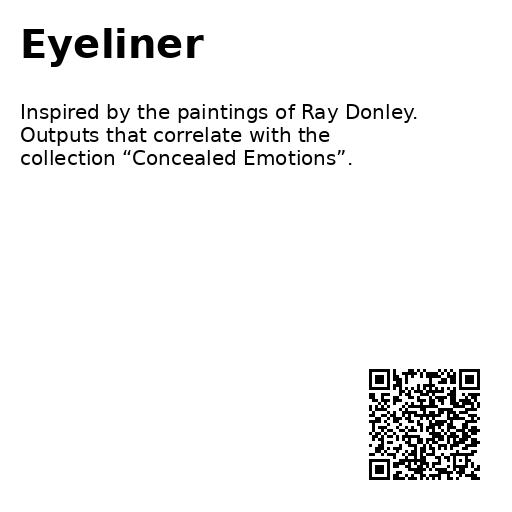 Eyeliner
Inspired by the paintings of Ray Donley.
Outputs that correlate with the
collection “Concealed Emotions”.